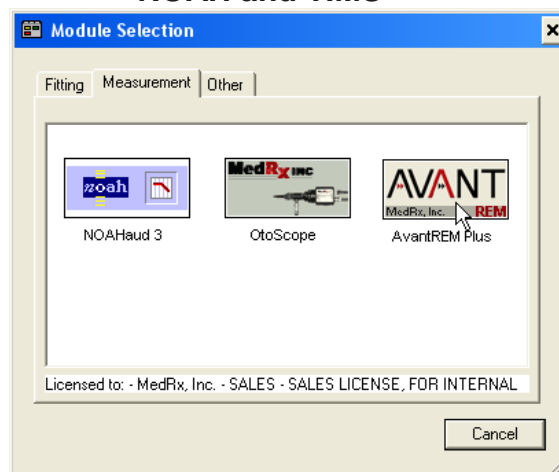 Module Selection
Fitting Measurement Other
noah
MedRx INC
AVANT
MedRx, Inc. REM
NOAHaud 3 OtoScope AvantREM Plus
Licensed to: - MedRx, Inc. - SALES - SALES LICENSE, FOR INTERNAL
Cancel